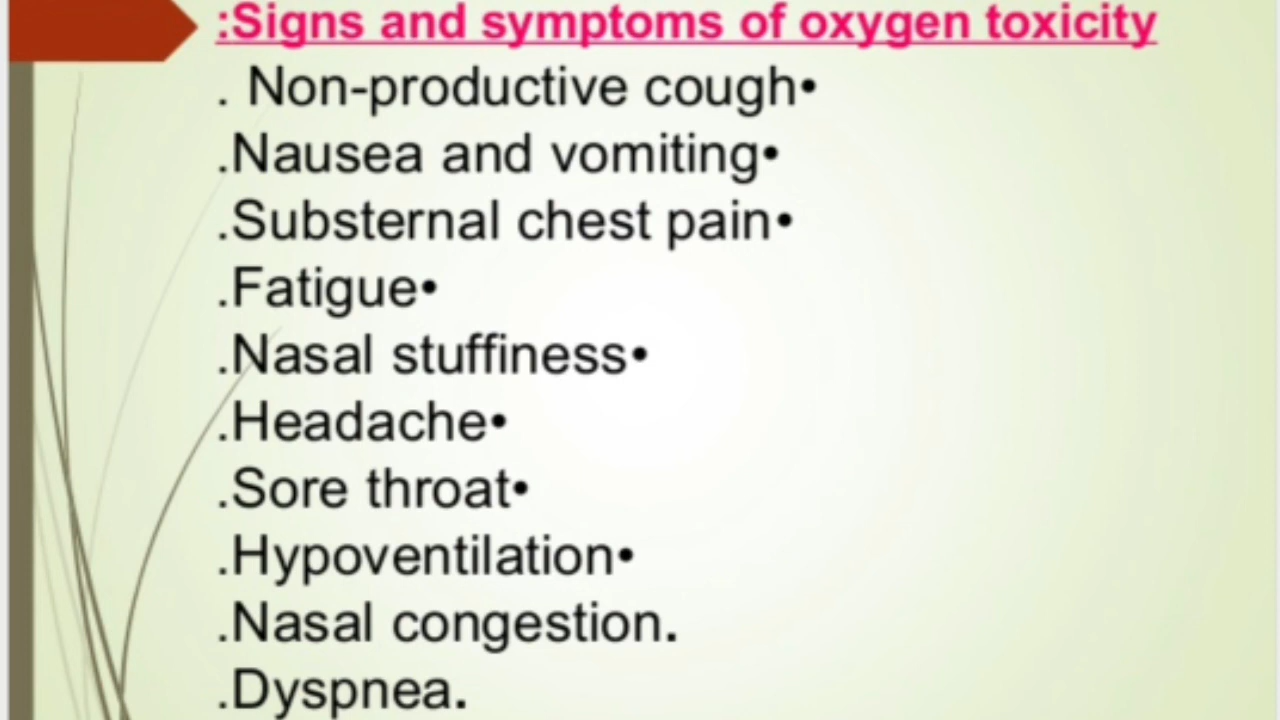 :Signs and symptoms of oxygen toxicity
. Non-productive cough•
.Nausea and vomiting•
.Substernal chest pain•
.Fatigue•
.Nasal stuffiness•
.Headache•
.Sore throat•
.Hypoventilation•
.Nasal congestion.
.Dyspnea.